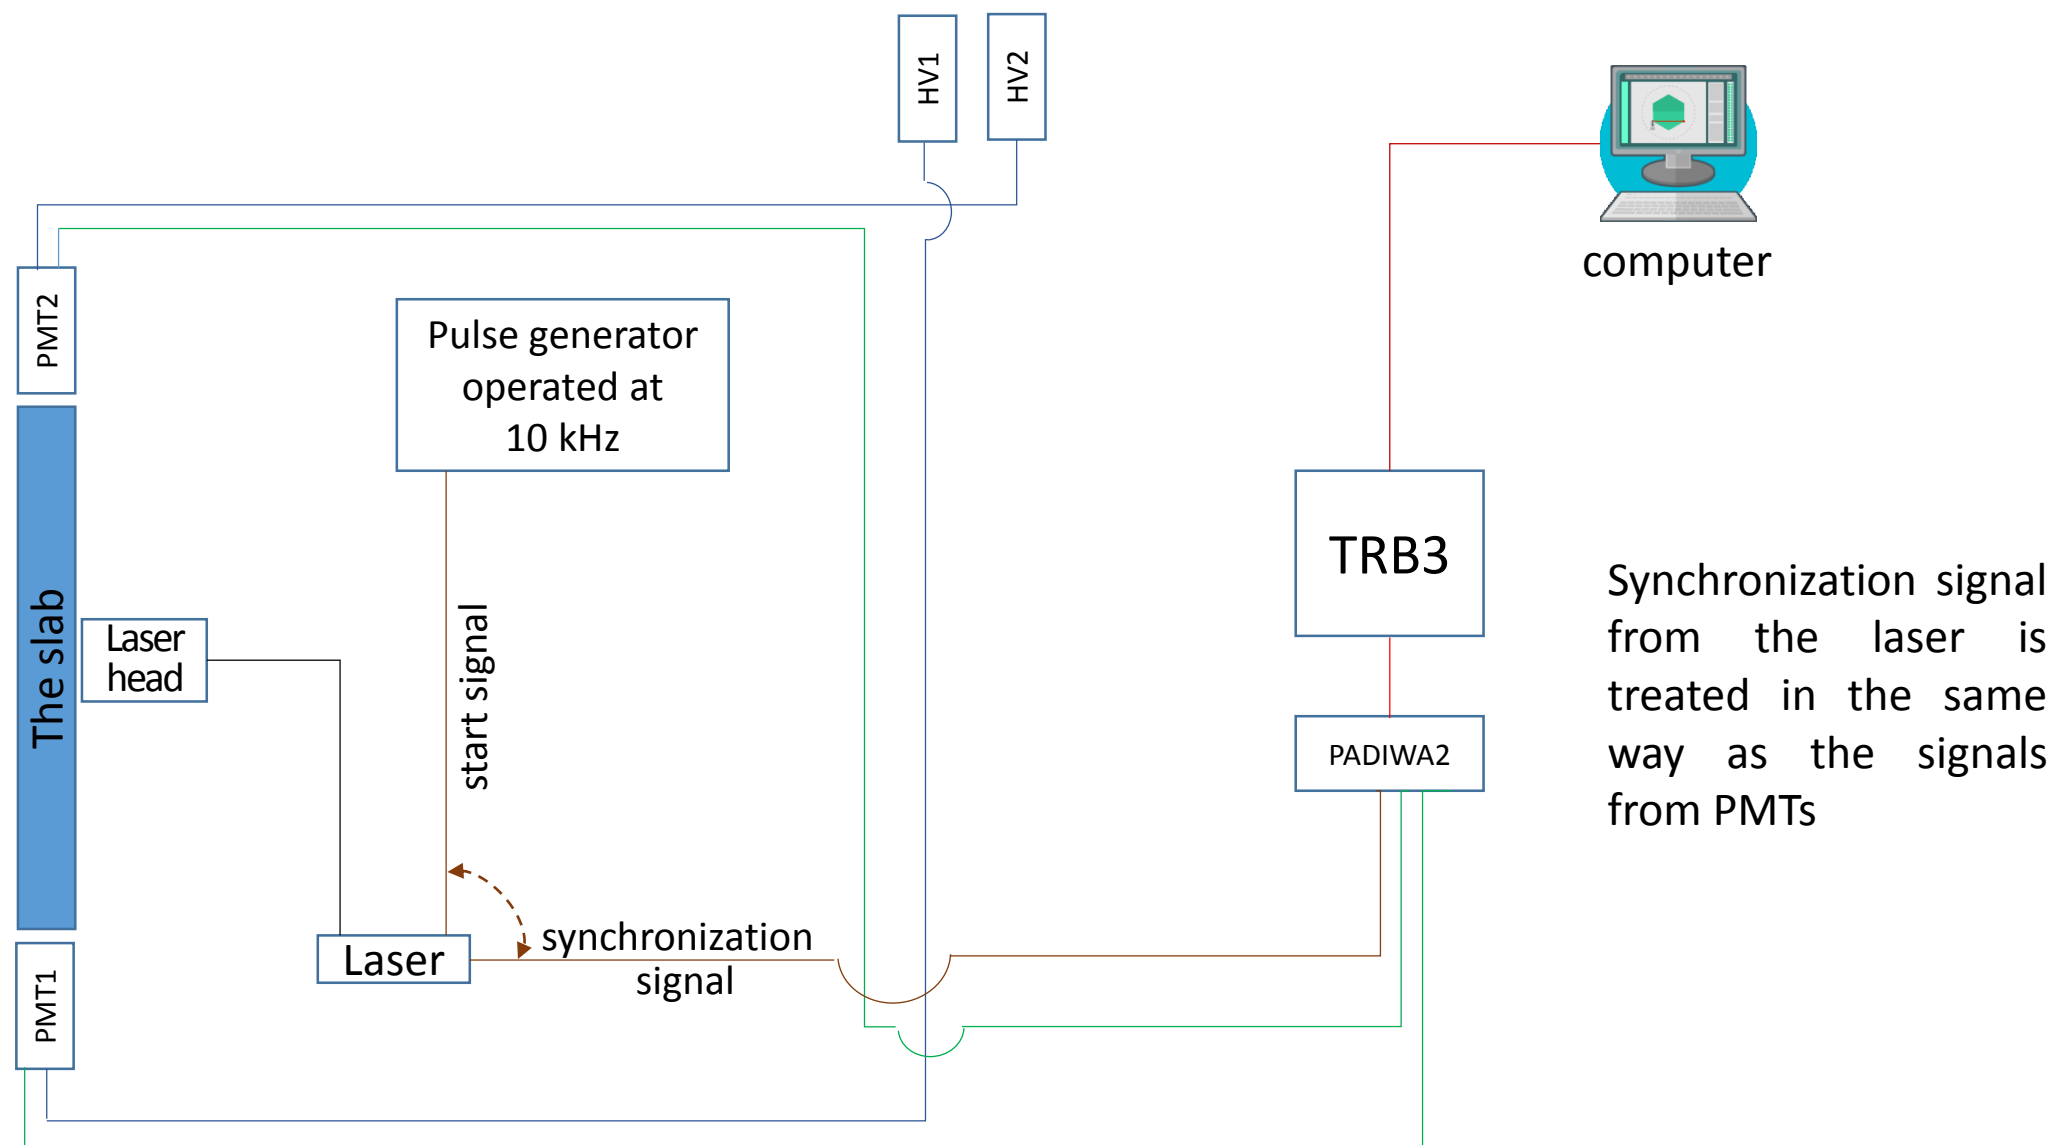 HV1
HV2
computer
PMT2
Pulse generator
operated at
10 kHz
TRB3
The slab
Laser
head
start signal
PADIWA2
Synchronization signal
from the laser is
treated in the same
way as the signals
from PMTs
Laser
synchronization
signal
PMT1